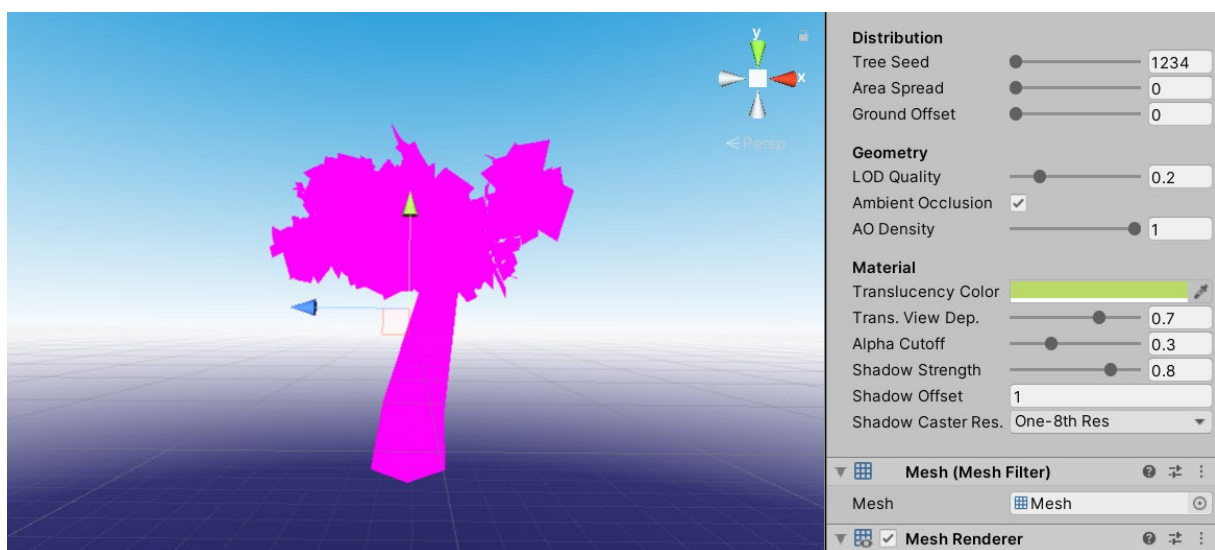 y
x
Persp
Distribution
Tree Seed 1234
Area Spread 0
Ground Offset 0
Geometry
LOD Quality 0.2
Ambient Occlusion
AO Density 1
Material
Translucency Color
Trans. View Dep. 0.7
Alpha Cutoff 0.3
Shadow Strength 0.8
Shadow Offset 1
Shadow Caster Res. One-8th Res
Mesh (Mesh Filter)
Mesh Mesh
Mesh Renderer